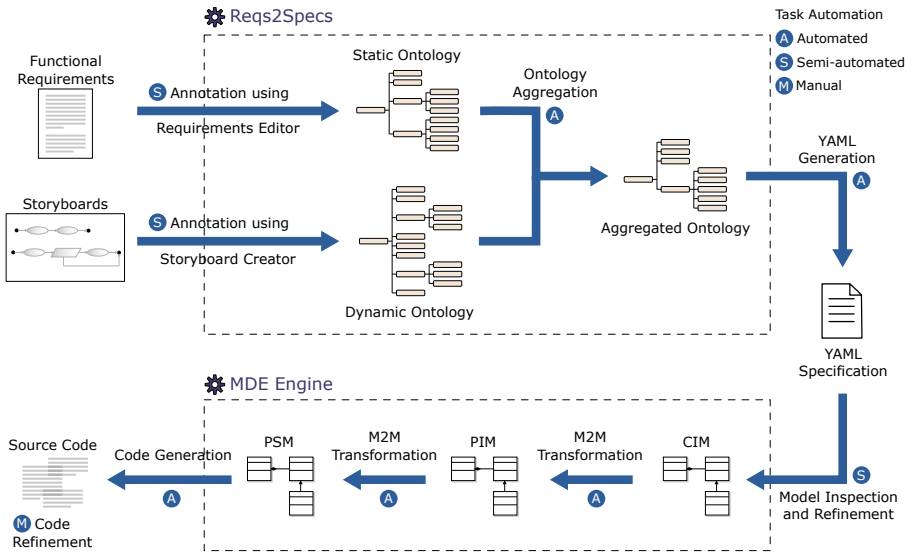 Reqs2Specs
Task Automation
A Automated
S Semi-automated
M Manual
Functional
Requirements
S Annotation using
Requirements Editor
Static Ontology
Ontology
Aggregation
A
YAML
Generation
A
Storyboards
S Annotation using
Storyboard Creator
Dynamic Ontology
Aggregated Ontology
YAML
Specification
MDE Engine
Source Code
Code Generation
A
PSM
M2M
Transformation
A
PIM
M2M
Transformation
A
CIM
S
Model Inspection
and Refinement
M Code
Refinement